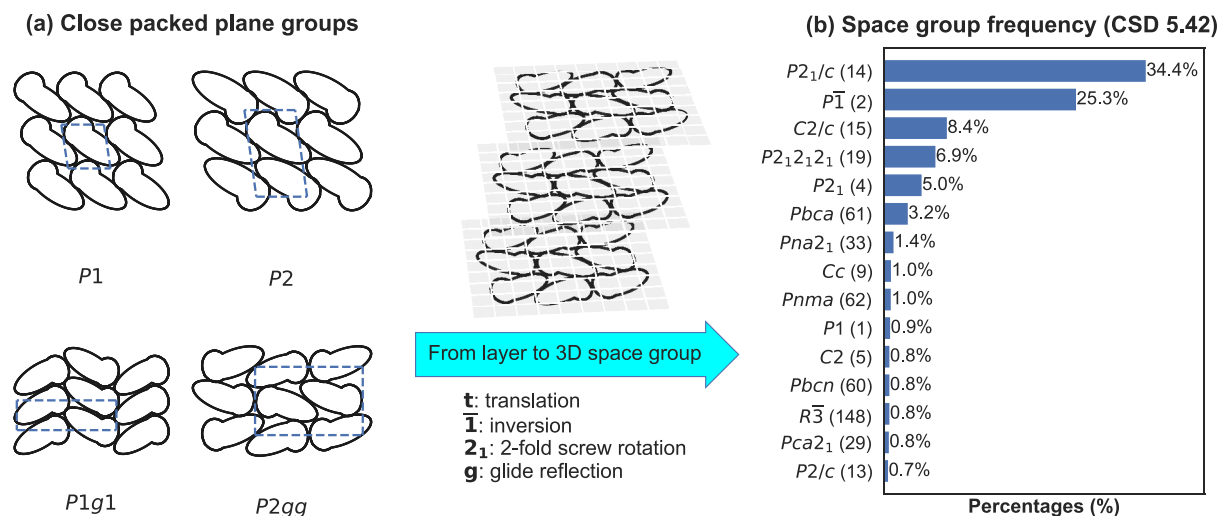 (a) Close packed plane groups
P1
P2
P1g1
P2gg
From layer to 3D space group
t: translation
1̅: inversion
2₁: 2-fold screw rotation
g: glide reflection
(b) Space group frequency (CSD 5.42)
P2₁/c (14) 34.4%
P1̅ (2) 25.3%
C2/c (15) 8.4%
P2₁2₁2₁ (19) 6.9%
P2₁ (4) 5.0%
Pbca (61) 3.2%
Pna2₁ (33) 1.4%
Cc (9) 1.0%
Pnma (62) 1.0%
P1 (1) 0.9%
C2 (5) 0.8%
Pbcn (60) 0.8%
R3̅ (148) 0.8%
Pca2₁ (29) 0.8%
P2/c (13) 0.7%
Percentages (%)